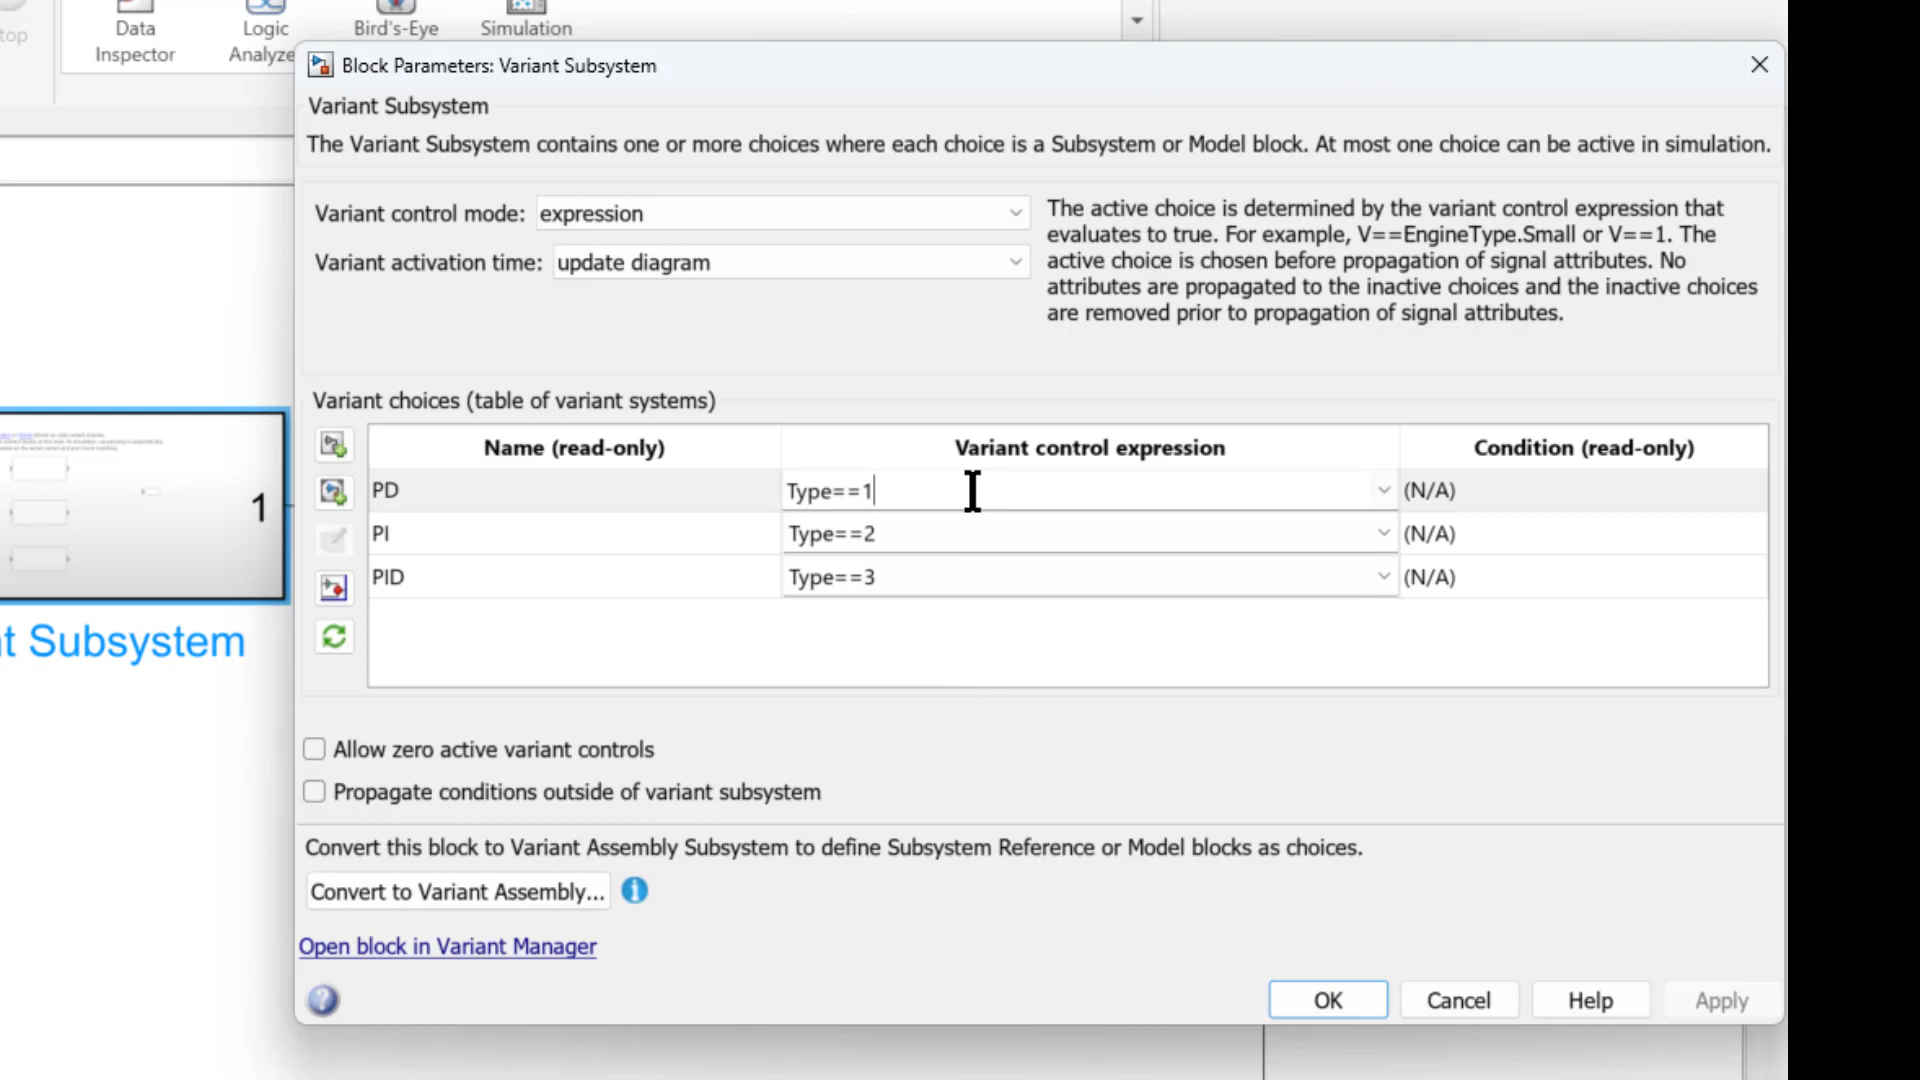 top
Data
Inspector
Logic
Analyze
Bird's-Eye
Simulation
Block Parameters: Variant Subsystem
Variant Subsystem
The Variant Subsystem contains one or more choices where each choice is a Subsystem or Model block. At most one choice can be active in simulation.
Variant control mode: expression
Variant activation time: update diagram
The active choice is determined by the variant control expression that
evaluates to true. For example, V==EngineType.Small or V==1. The
active choice is chosen before propagation of signal attributes. No
attributes are propagated to the inactive choices and the inactive choices
are removed prior to propagation of signal attributes.
Variant choices (table of variant systems)
Name (read-only) Variant control expression Condition (read-only)
PD Type==1 (N/A)
PI Type==2 (N/A)
PID Type==3 (N/A)
1
nt Subsystem
Allow zero active variant controls
Propagate conditions outside of variant subsystem
Convert this block to Variant Assembly Subsystem to define Subsystem Reference or Model blocks as choices.
Convert to Variant Assembly...
Open block in Variant Manager
OK
Cancel
Help
Apply